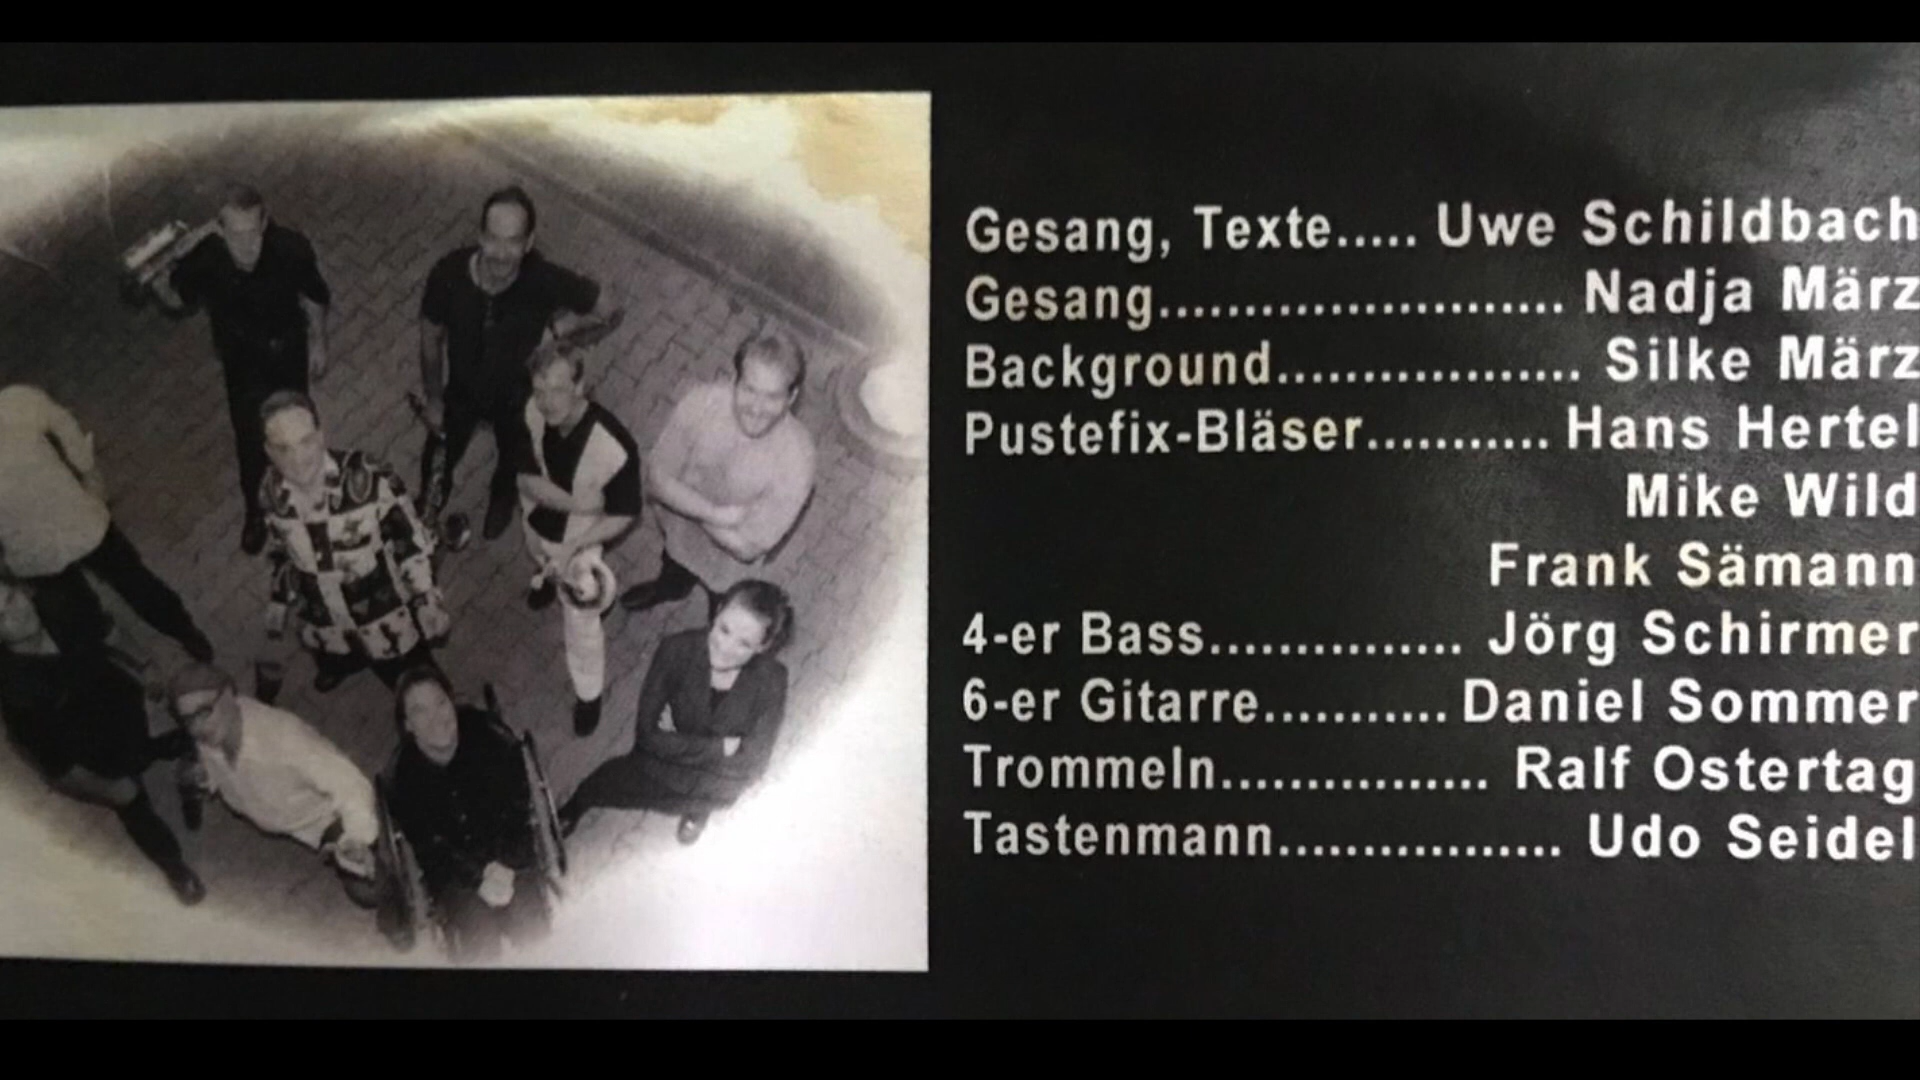 Gesang, Texte..... Uwe Schildbach
Gesang........................ Nadja März
Background.................. Silke März
Pustefix-Bläser........... Hans Hertel
Mike Wild
Frank Sämann
4-er Bass............... Jörg Schirmer
6-er Gitarre........... Daniel Sommer
Trommeln................ Ralf Ostertag
Tastenmann................. Udo Seidel